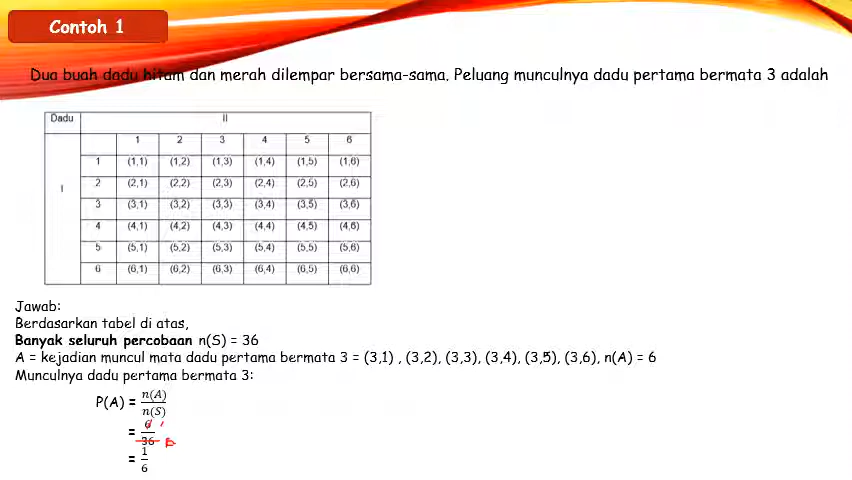 Contoh 1
Dua buah dadu hitam dan merah dilempar bersama-sama. Peluang munculnya dadu pertama bermata 3 adalah
Dadu II
1 2 3 4 5 6
1 (1,1) (1,2) (1,3) (1,4) (1,5) (1,6)
I 2 (2,1) (2,2) (2,3) (2,4) (2,5) (2,6)
3 (3,1) (3,2) (3,3) (3,4) (3,5) (3,6)
4 (4,1) (4,2) (4,3) (4,4) (4,5) (4,6)
5 (5,1) (5,2) (5,3) (5,4) (5,5) (5,6)
6 (6,1) (6,2) (6,3) (6,4) (6,5) (6,6)
Jawab:
Berdasarkan tabel di atas,
Banyak seluruh percobaan n(S) = 36
A = kejadian muncul mata dadu pertama bermata 3 = (3,1) , (3,2), (3,3), (3,4), (3,5), (3,6), n(A) = 6
Munculnya dadu pertama bermata 3:
P(A) = n(A)
n(S)
= 6
36
= 1
6